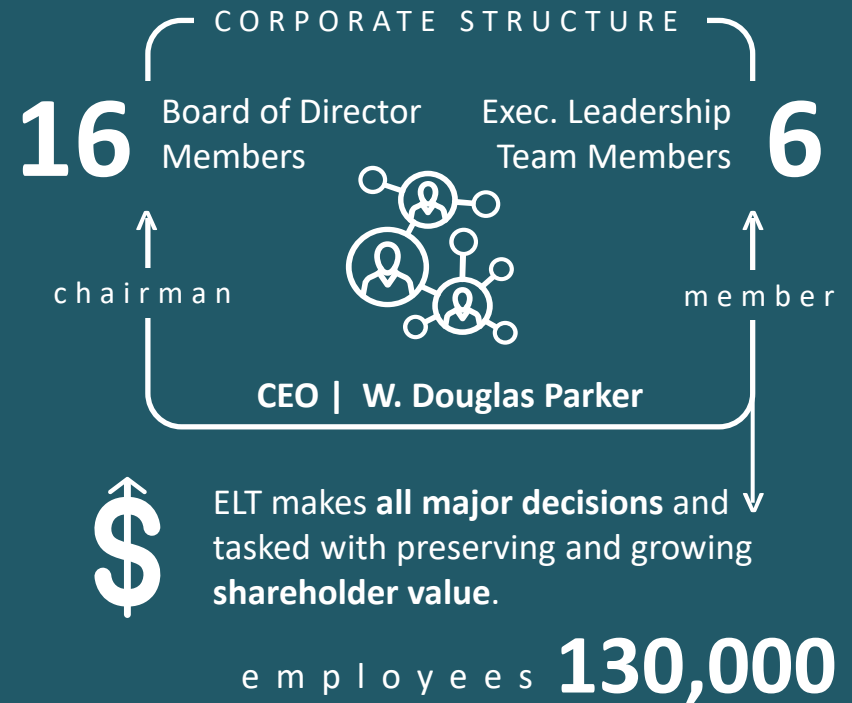 CORPORATE STRUCTURE
16
Board of Director
Members
Exec. Leadership
Team Members
6
chairman
member
CEO | W. Douglas Parker
$
ELT makes all major decisions and
tasked with preserving and growing
shareholder value.
employees 130,000